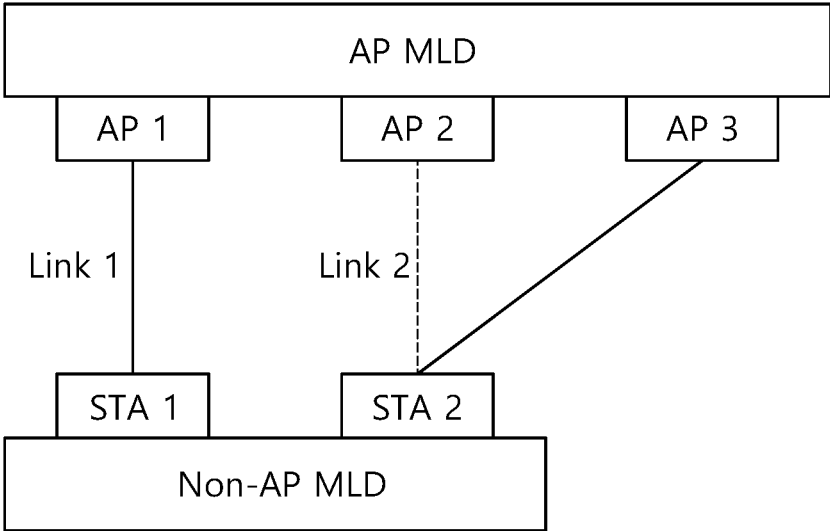 AP MLD
AP 1
AP 2
AP 3
Link 1
Link 2
STA 1
STA 2
Non-AP MLD